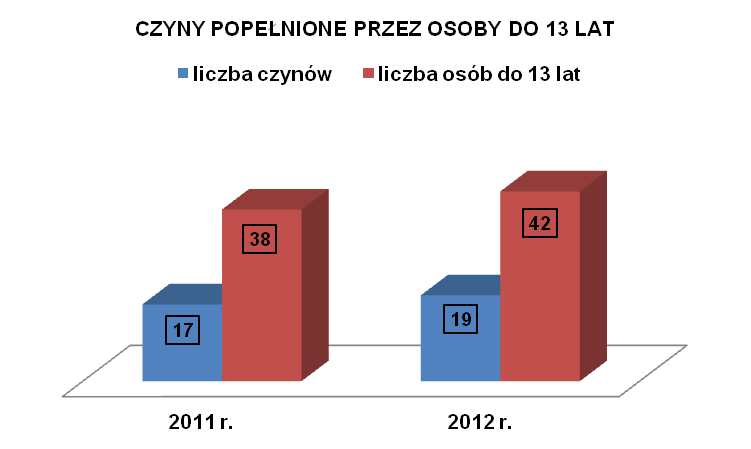 CZYNY POPEŁNIONE PRZEZ OSOBY DO 13 LAT
liczba czynów liczba osób do 13 lat
17 38 19 42
2011 r. 2012 r.